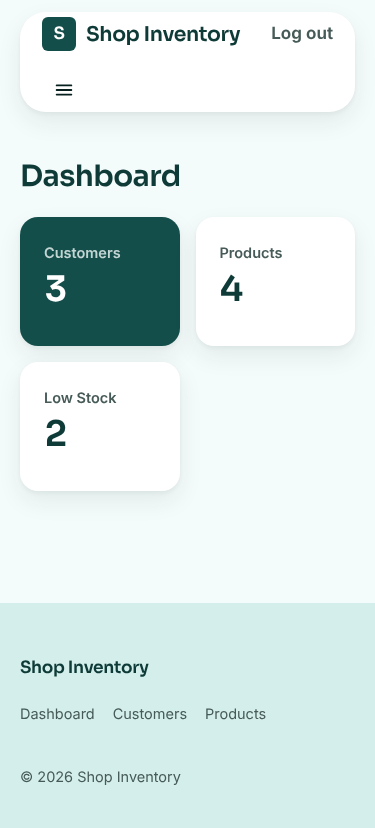 S Shop Inventory Log out
Dashboard
Customers
3
Products
4
Low Stock
2
Shop Inventory
Dashboard Customers Products
© 2026 Shop Inventory